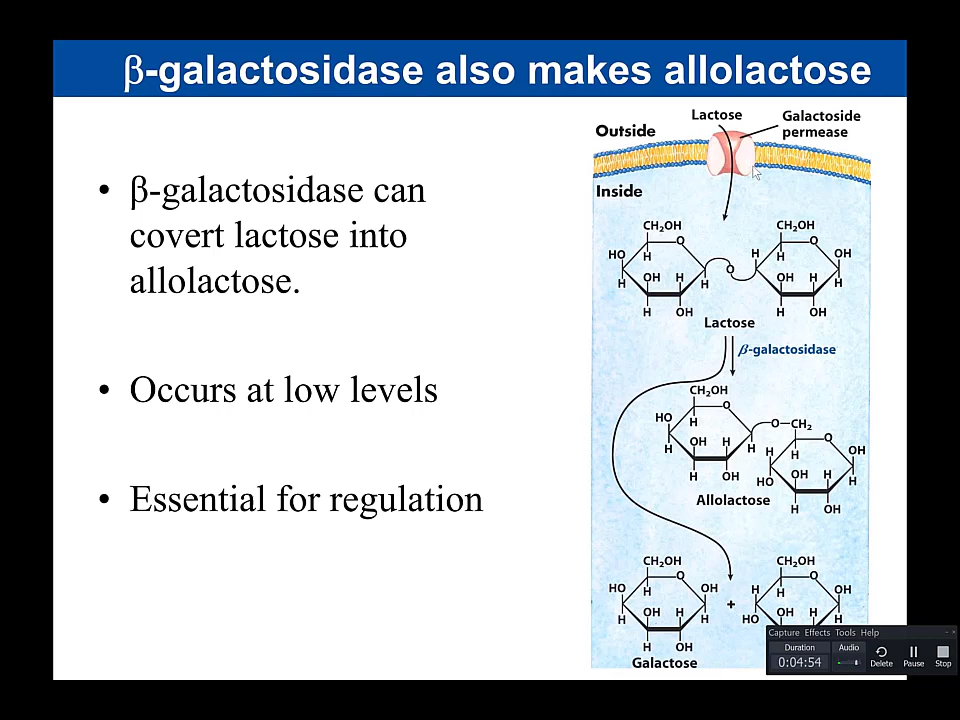 β-galactosidase also makes allolactose
• β-galactosidase can
covert lactose into
allolactose.
• Occurs at low levels
• Essential for regulation
Lactose
Galactoside
permease
Outside
Inside
CH₂OH
O
HO
H
OH H
H
H
H OH
O
CH₂OH
O
H
H
OH
OH H
H
H OH
Lactose
β-galactosidase
CH₂OH
O
HO
H
OH H
H
H
H OH
O—CH₂
O
H
H
OH
OH H
HO
H
H OH
Allolactose
CH₂OH
O
HO
H
OH
OH H
H
H
H OH
Galactose
+
CH₂OH
O
H
H
OH
OH H
HO
H
Capture Effects Tools Help
Duration
0:04:54
Audio
Delete
Pause
Stop